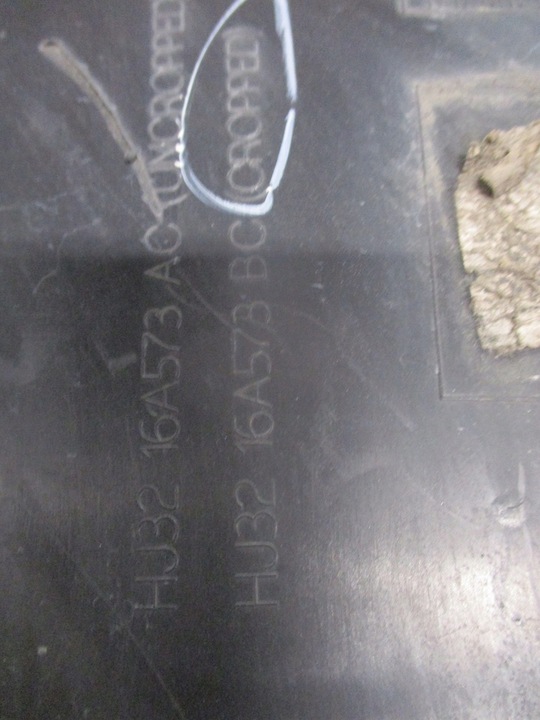 HJ32 16A573 AC (UNCROPPED
HJ32 16A573 BC (CROPPED